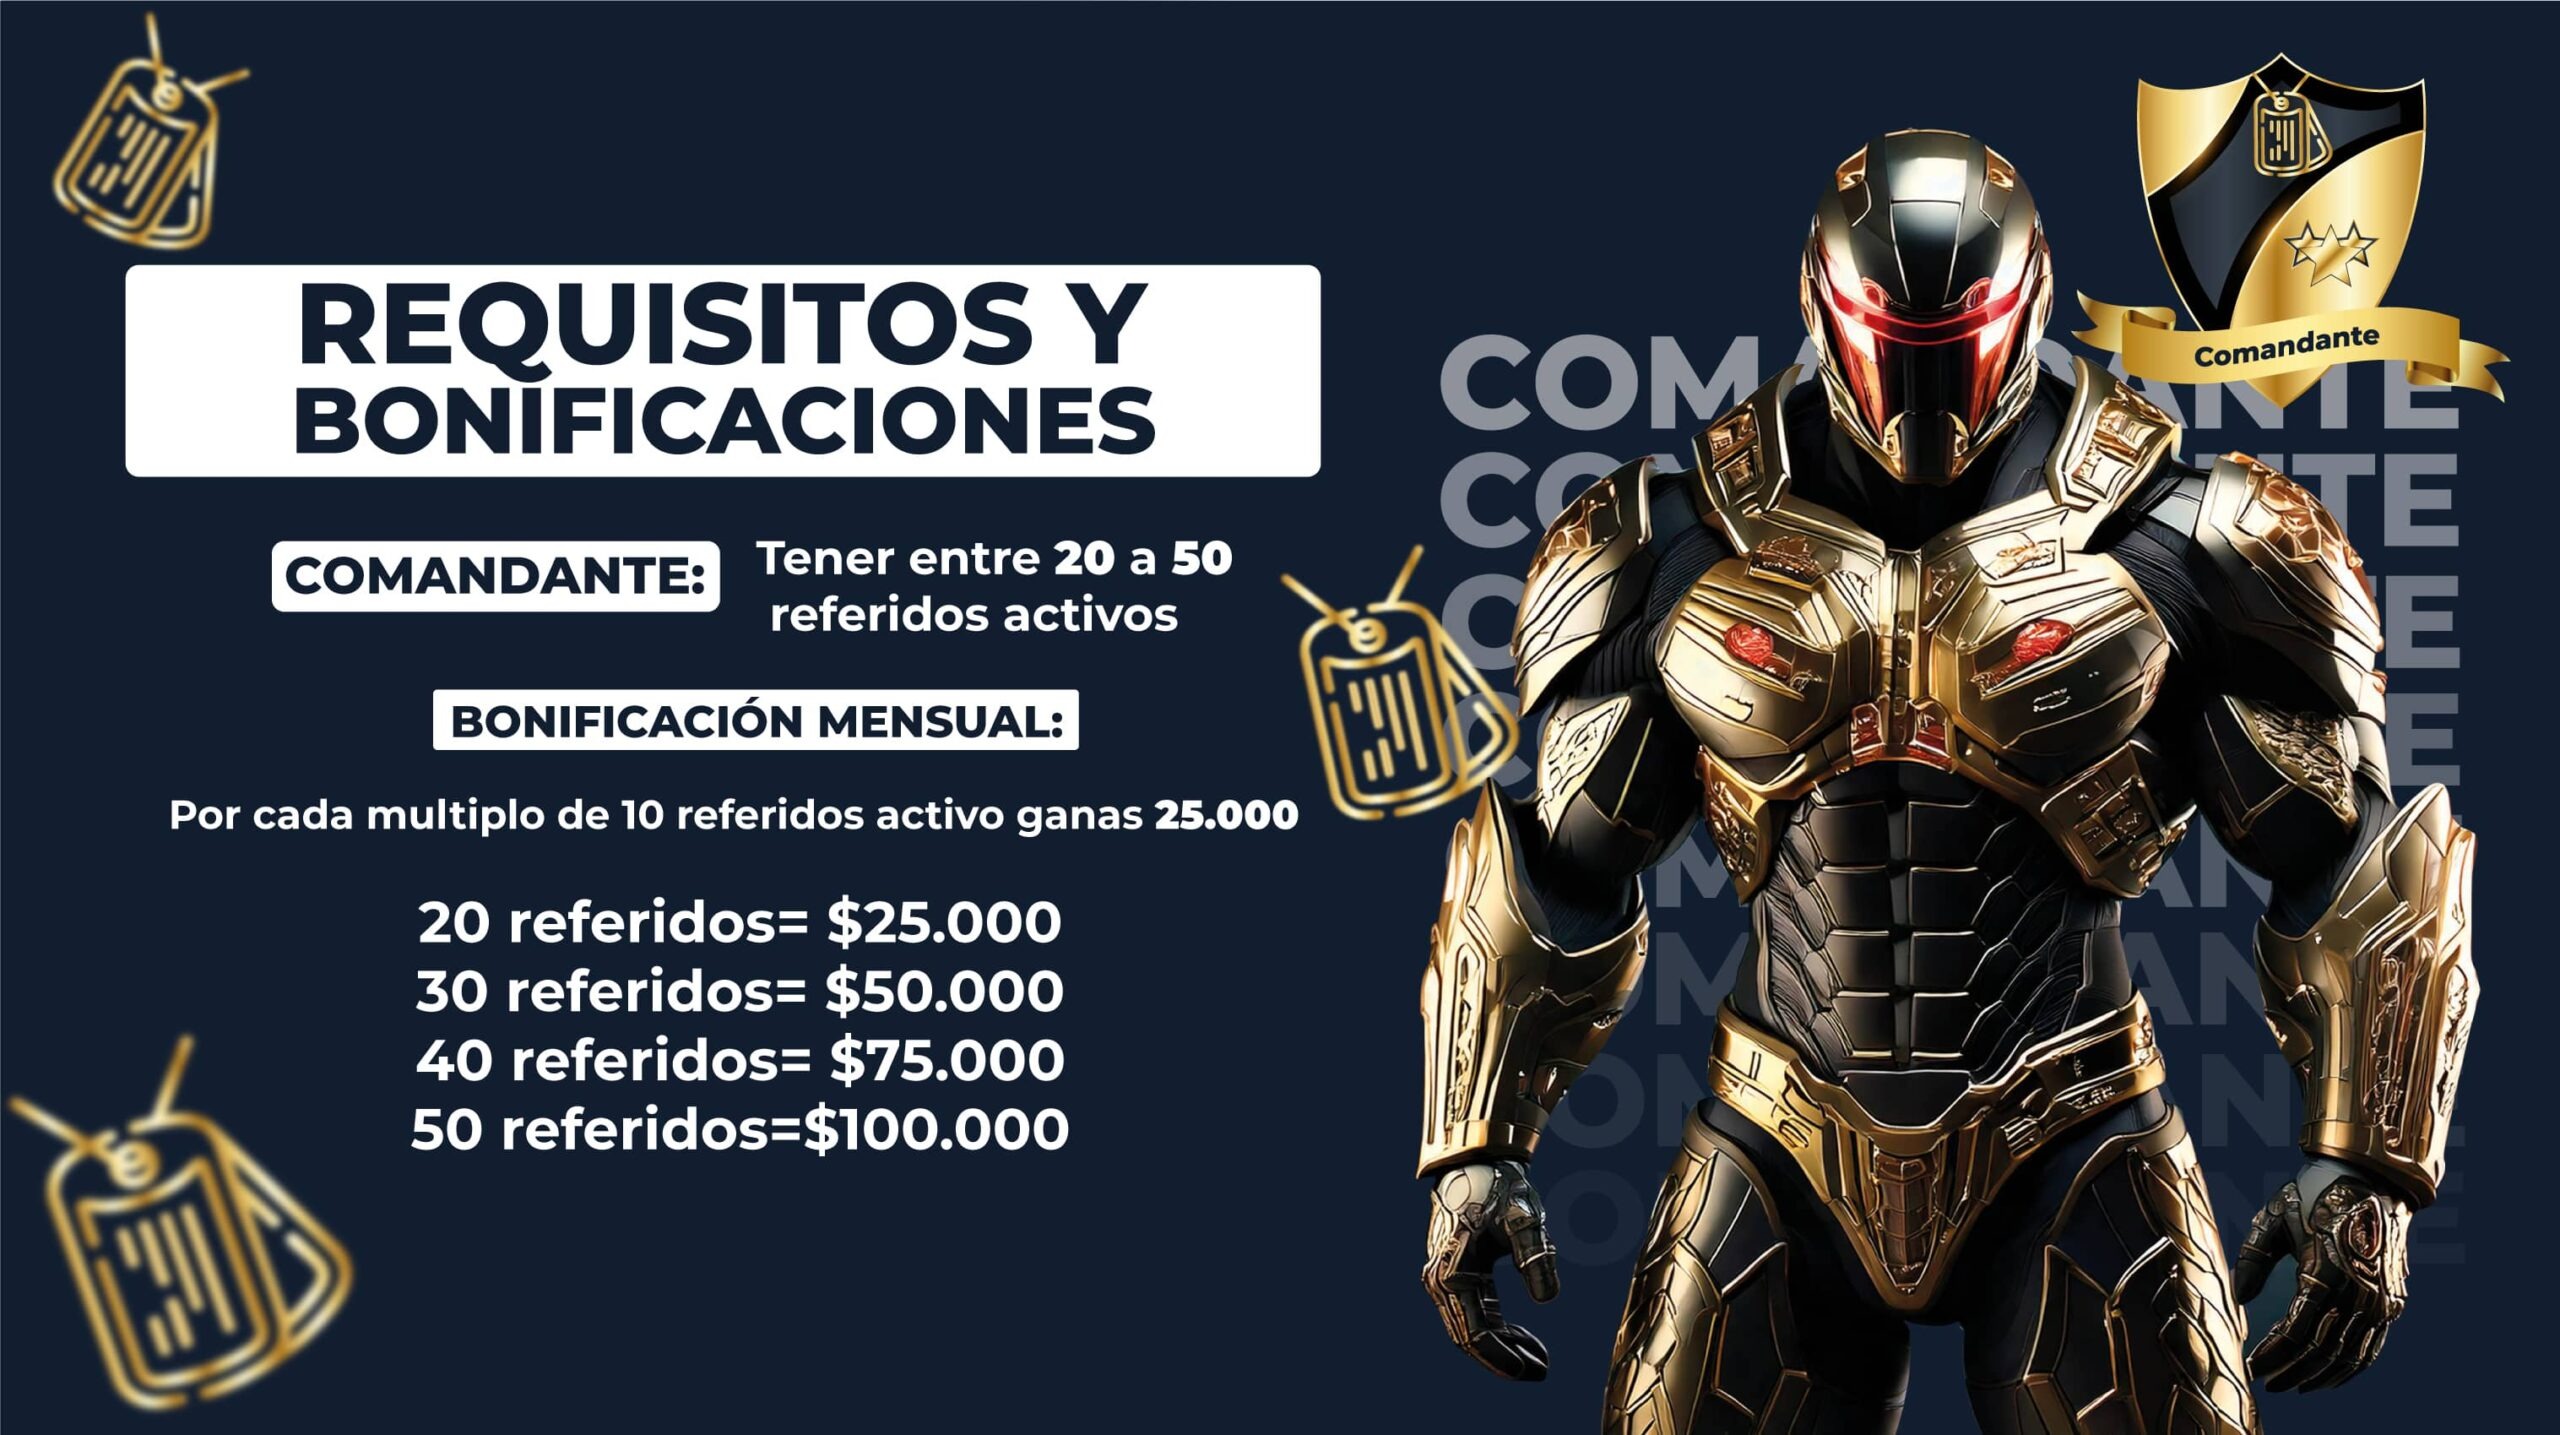 REQUISITOS Y
BONIFICACIONES
COMANDANTE:
Tener entre 20 a 50
referidos activos
BONIFICACIÓN MENSUAL:
Por cada multiplo de 10 referidos activo ganas 25.000
20 referidos= $25.000
30 referidos= $50.000
40 referidos= $75.000
50 referidos=$100.000
Comandante